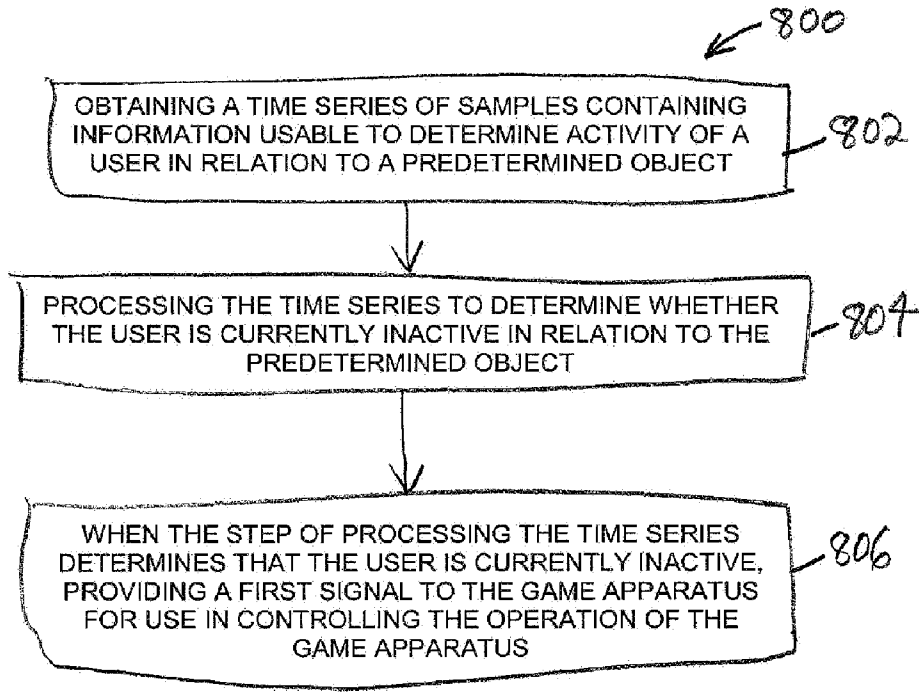 800
OBTAINING A TIME SERIES OF SAMPLES CONTAINING
INFORMATION USABLE TO DETERMINE ACTIVITY OF A
USER IN RELATION TO A PREDETERMINED OBJECT
802
PROCESSING THE TIME SERIES TO DETERMINE WHETHER
THE USER IS CURRENTLY INACTIVE IN RELATION TO THE
PREDETERMINED OBJECT
804
WHEN THE STEP OF PROCESSING THE TIME SERIES
DETERMINES THAT THE USER IS CURRENTLY INACTIVE,
PROVIDING A FIRST SIGNAL TO THE GAME APPARATUS
FOR USE IN CONTROLLING THE OPERATION OF THE
GAME APPARATUS
806